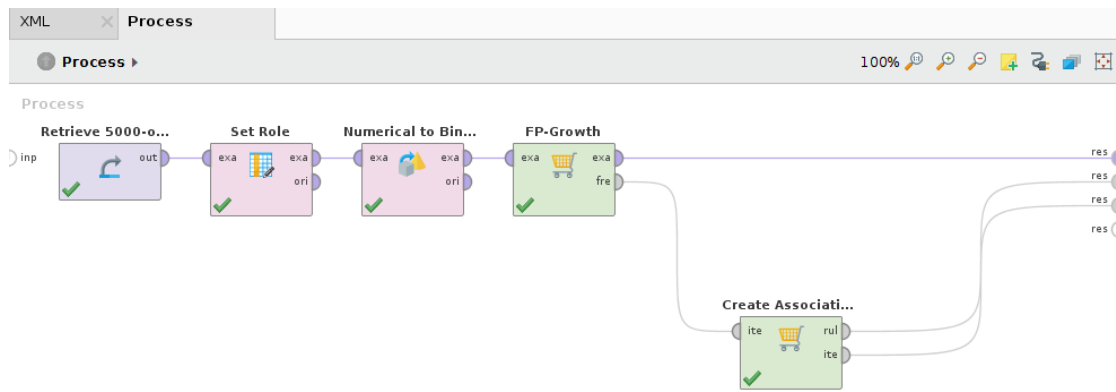 XML
Process
Process
100%
Process
Retrieve 5000-o...
Set Role
Numerical to Bin...
FP-Growth
inp
out
exa
exa
exa
exa
exa
exa
res
ori
ori
fre
res
res
res
Create Associati...
ite
rul
ite